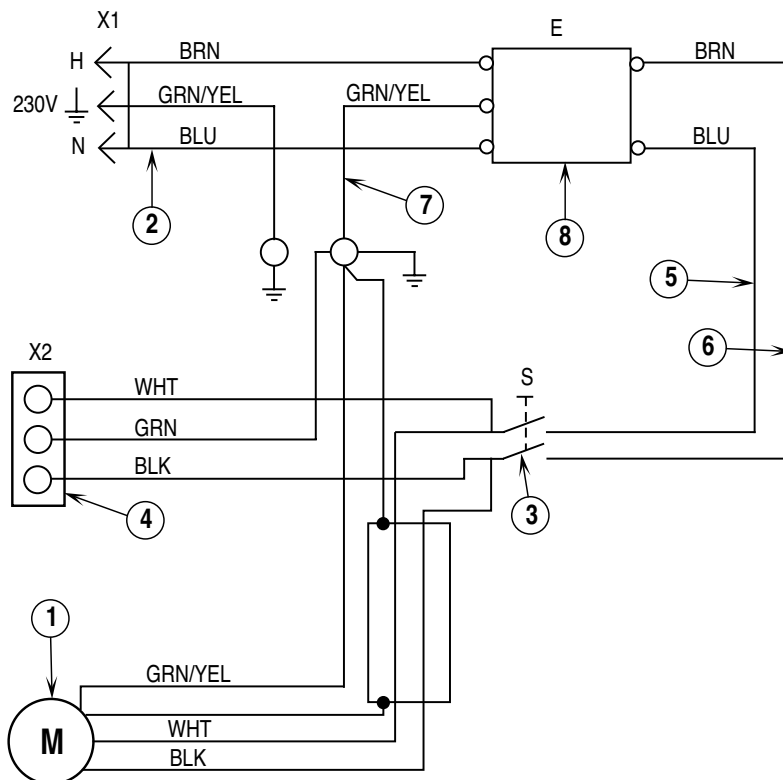 X1
E
H
BRN
BRN
230V
GRN/YEL
GRN/YEL
N
BLU
BLU
2
7
8
5
6
X2
S
WHT
GRN
BLK
4
3
1
GRN/YEL
M
WHT
BLK